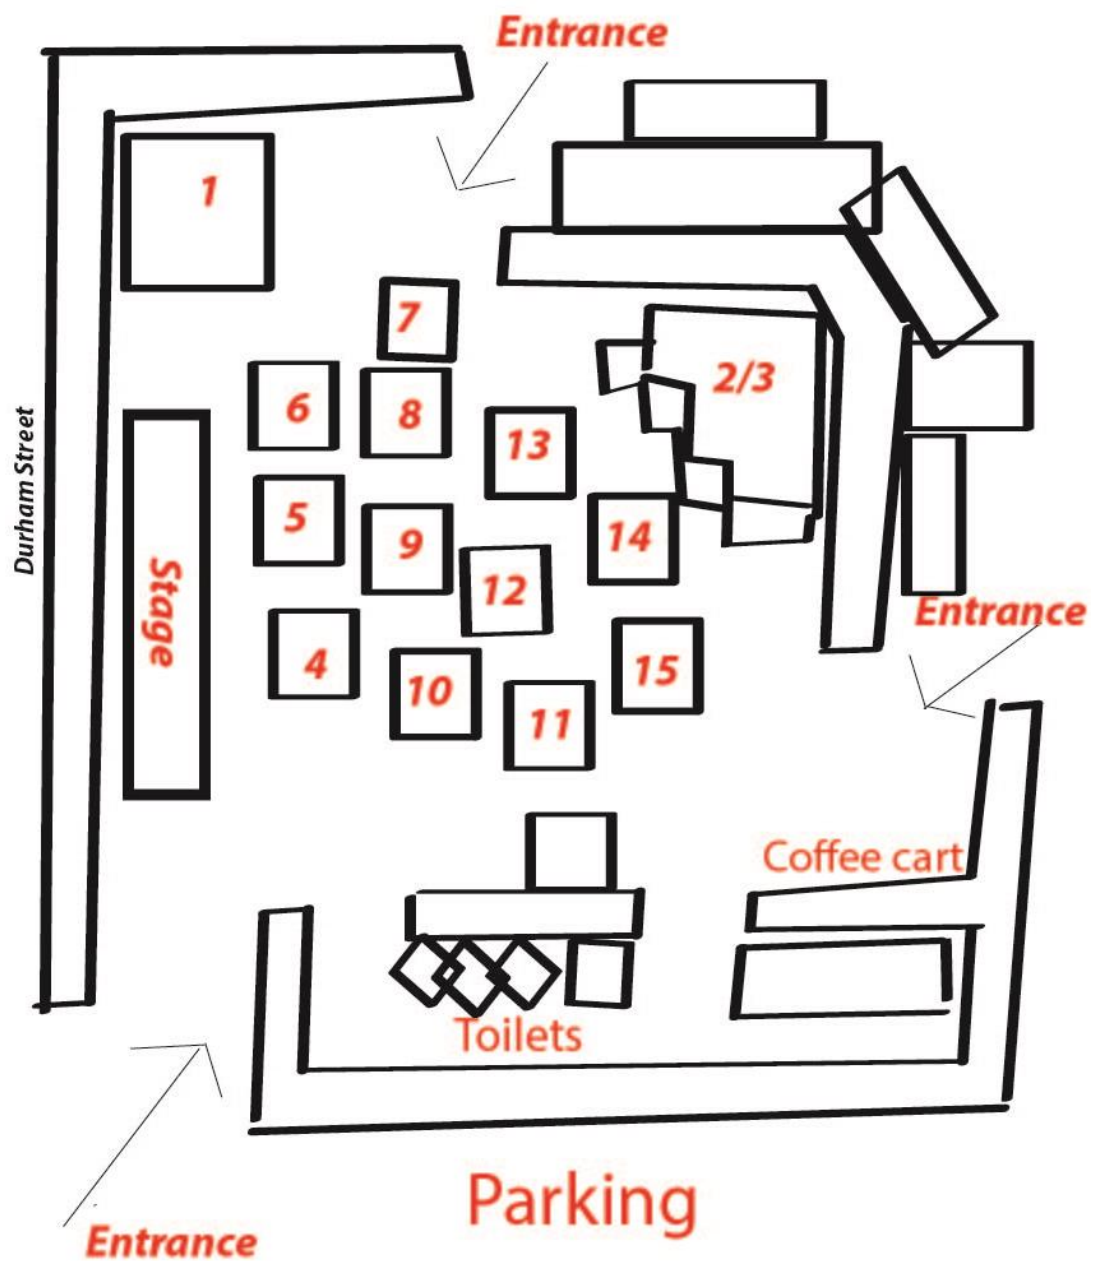 Entrance
1
7
2/3
6
8
13
Durham Street
5
9
14
12
Stage
Entrance
4
10
15
11
Coffee cart
Toilets
Parking
Entrance